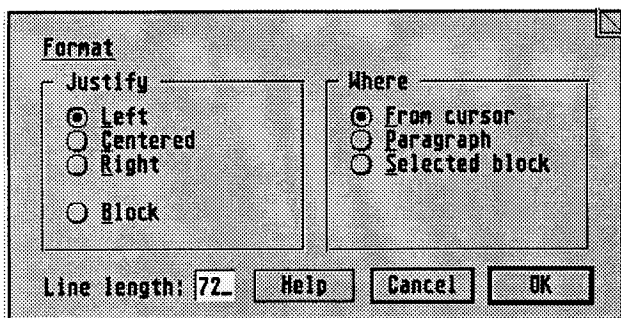 Format
Justify
Left
Centered
Right
Block
Where
From cursor
Paragraph
Selected block
Line length: 72_ Help Cancel OK